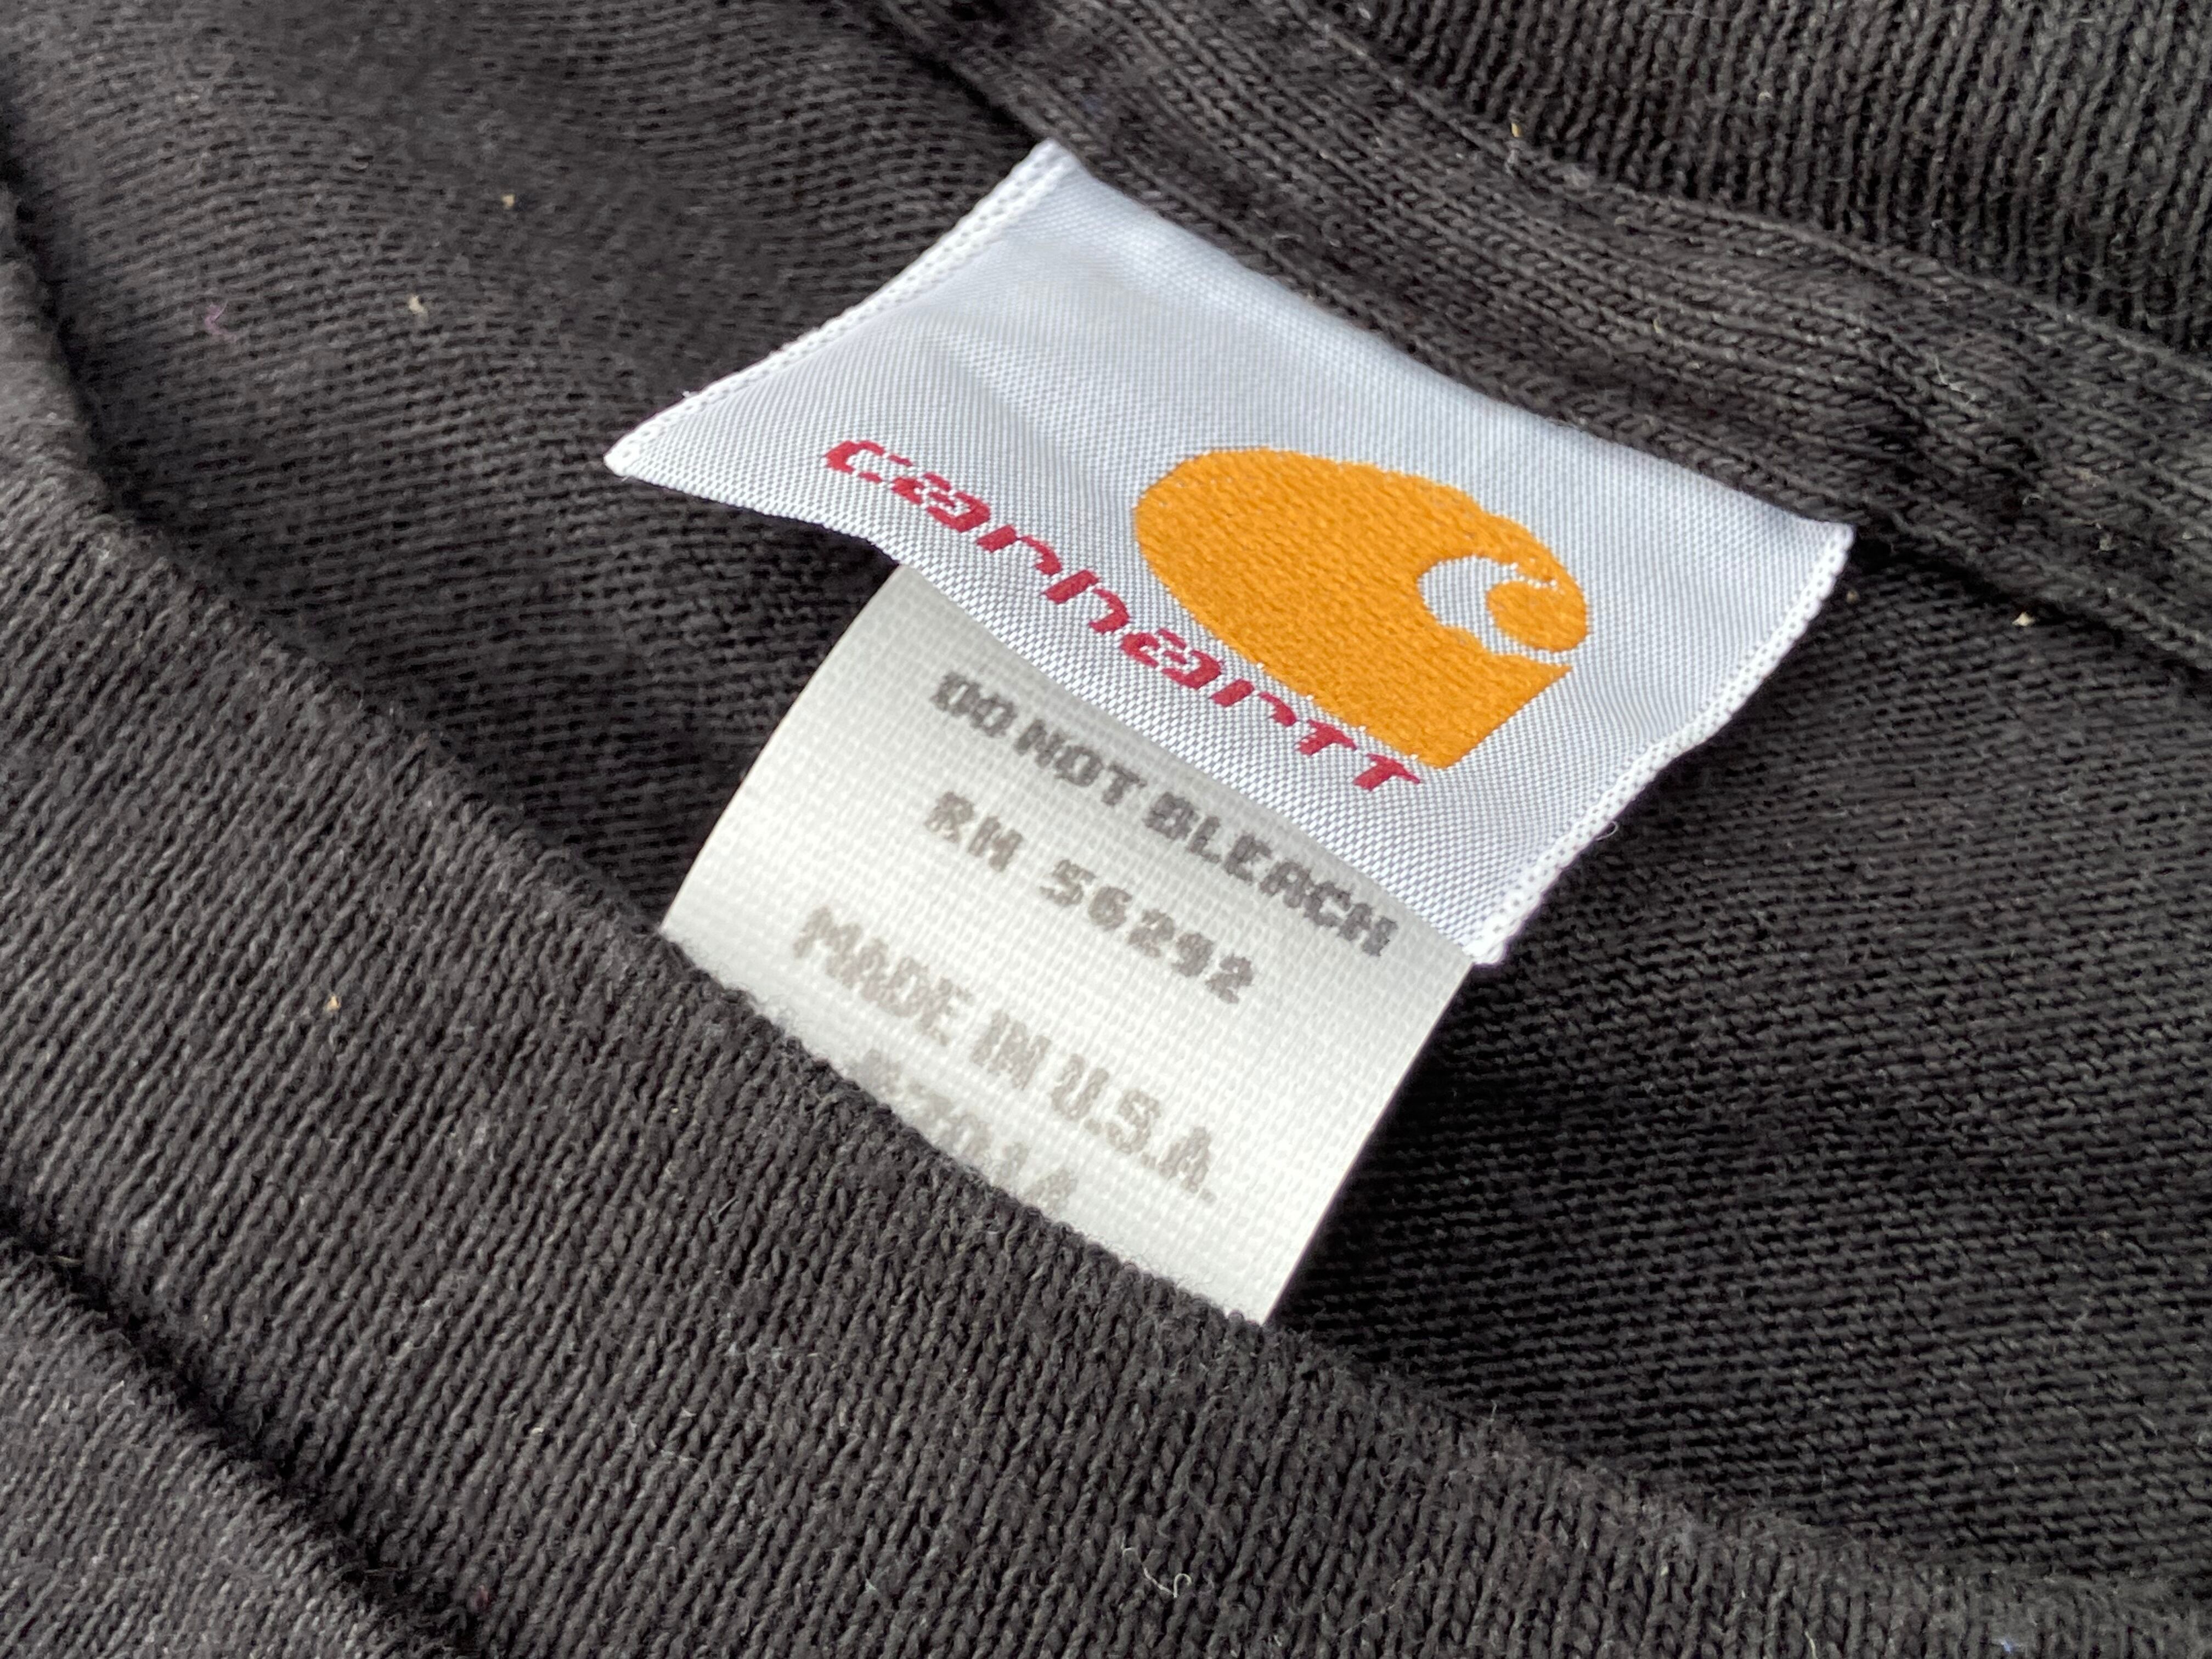 carhartt
DO NOT BLEACH
RN 56292
MADE IN U.S.A.